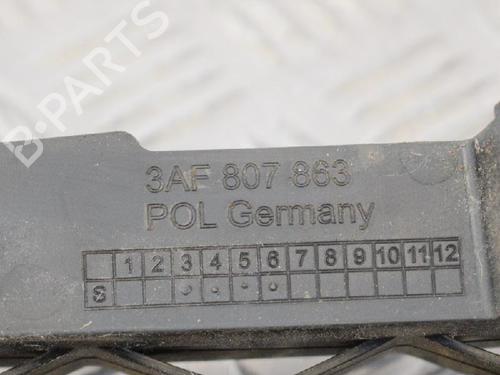 B-PARTS
3AF 807 863
POL Germany
1 2 3 4 5 6 7 8 9 10 11 12
S